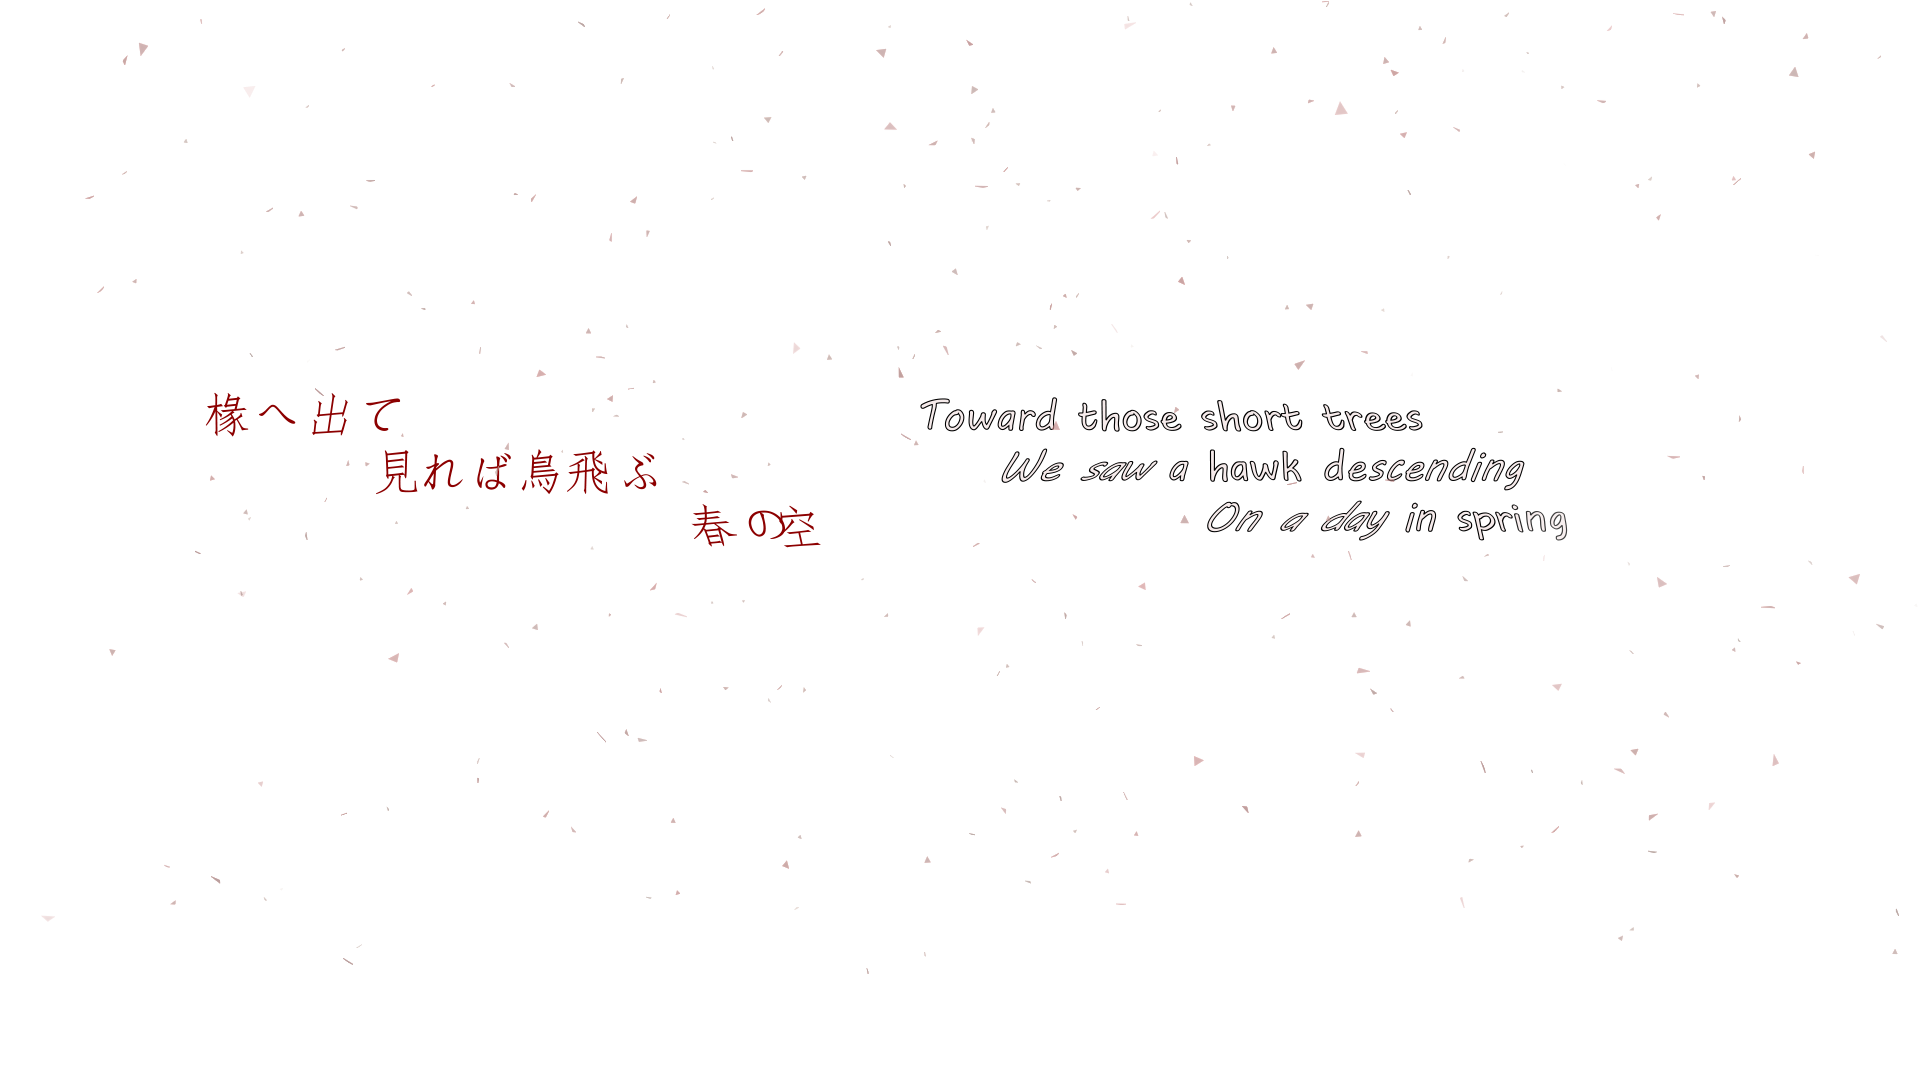 椽へ出て
見れば鳥飛ぶ
春の空
Toward those short trees
We saw a hawk descending
On a day in spring